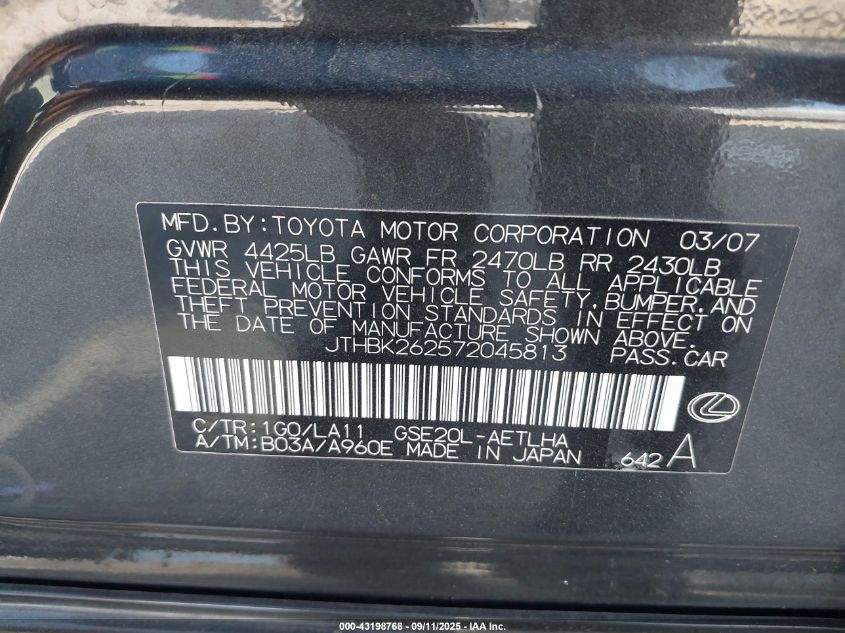 MFD.BY:TOYOTA MOTOR CORPORATION 03/07
GVWR 4425LB GAWR FR 2470LB RR 2430LB
THIS VEHICLE CONFORMS TO ALL APPLICABLE
FEDERAL MOTOR VEHICLE SAFETY,BUMPER,AND
THEFT PREVENTION STANDARDS IN EFFECT ON
THE DATE OF MANUFACTURE SHOWN ABOVE.
JTHBK262572045813 PASS.CAR
C/TR:1G0/LA11 GSE20L-AETLHA
A/TM:B03A/A960E MADE IN JAPAN 642 A
000-43198768 - 09/11/2025 - IAA Inc.